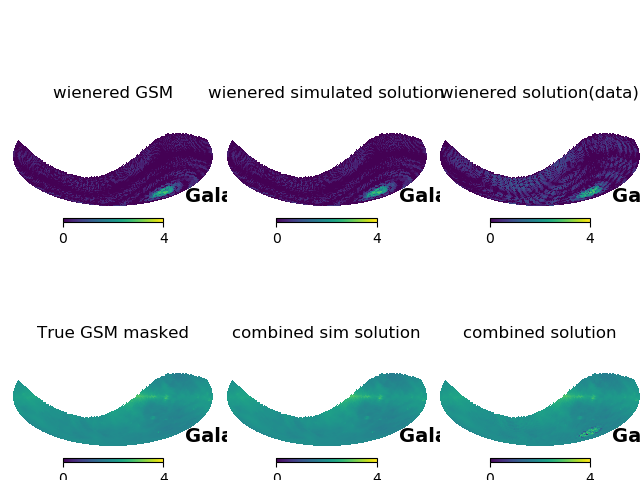 wienered GSM
wienered simulated solution
wienered solution(data)
Gala
Gala
Ga
0 4
0 4
0 4
True GSM masked
combined sim solution
combined solution
Gala
Gala
Ga
0 4
0 4
0 4